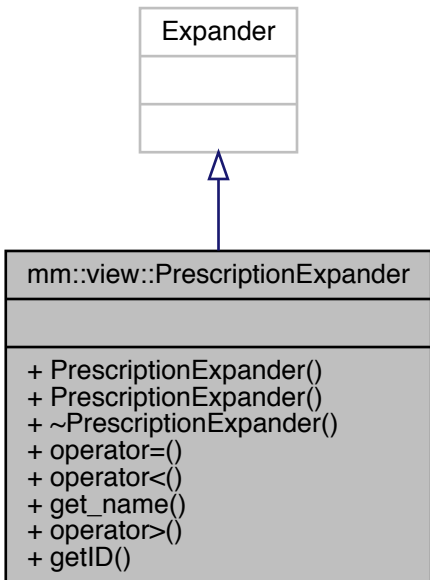 Expander
mm::view::PrescriptionExpander
+ PrescriptionExpander()
+ PrescriptionExpander()
+ ~PrescriptionExpander()
+ operator=()
+ operator<()
+ get_name()
+ operator>()
+ getID()